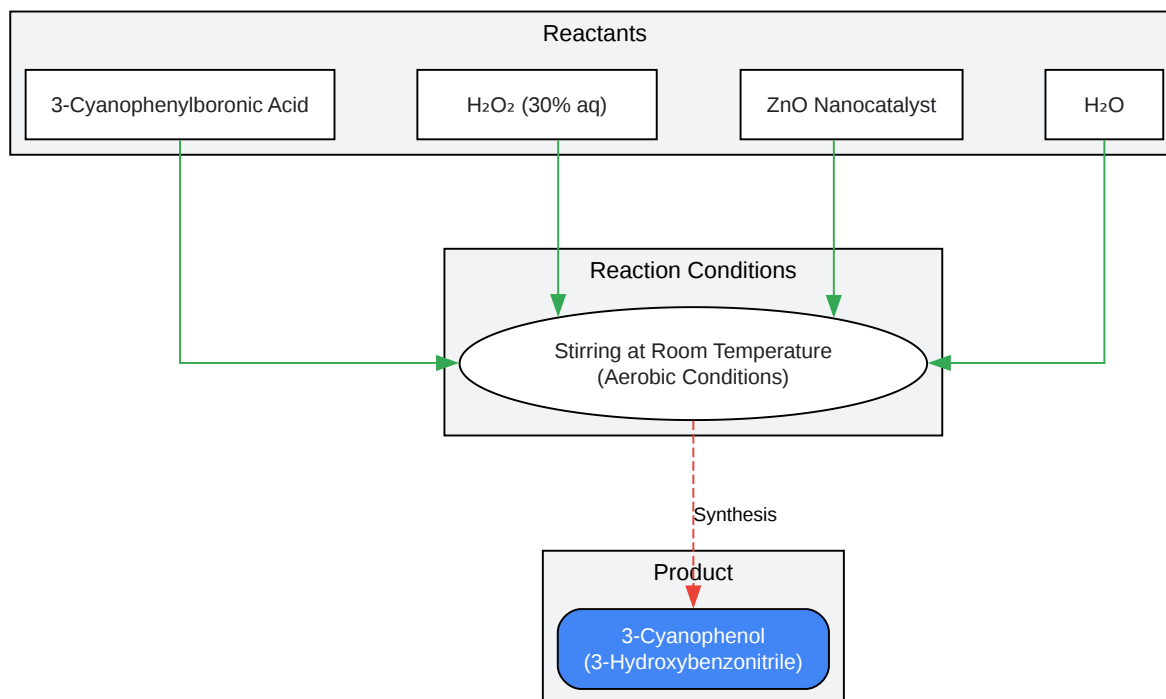 Reactants
3-Cyanophenylboronic Acid
H₂O₂ (30% aq)
ZnO Nanocatalyst
H₂O
Reaction Conditions
Stirring at Room Temperature
(Aerobic Conditions)
Synthesis
Product
3-Cyanophenol
(3-Hydroxybenzonitrile)